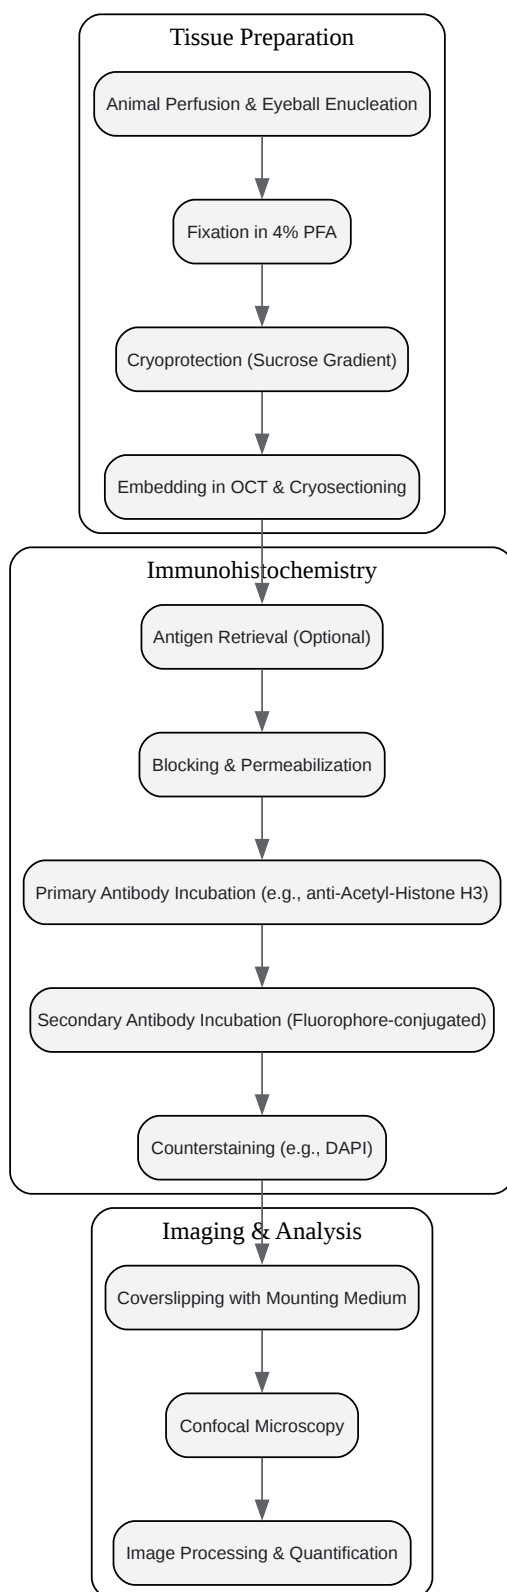 Tissue Preparation
Animal Perfusion & Eyeball Enucleation
Fixation in 4% PFA
Cryoprotection (Sucrose Gradient)
Embedding in OCT & Cryosectioning
Immunohistochemistry
Antigen Retrieval (Optional)
Blocking & Permeabilization
Primary Antibody Incubation (e.g., anti-Acetyl-Histone H3)
Secondary Antibody Incubation (Fluorophore-conjugated)
Counterstaining (e.g., DAPI)
Imaging & Analysis
Coverslipping with Mounting Medium
Confocal Microscopy
Image Processing & Quantification